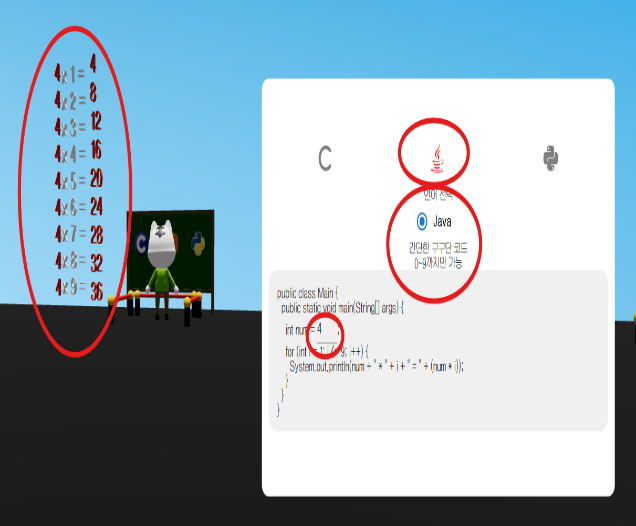 4x1= 4
4x2= 8
4x3= 12
4x4= 16
4x5= 20
4x6= 24
4x7= 28
4x8= 32
4x9= 36
C
언어 선택
Java
간단한 구구단 코드
0~9까지만 가능
public class Main {
public static void main(String[] args) {
int num = 4 ;
for (int i = 1; i <= 9; i++) {
System.out.println(num + " * " + i + " = " + (num * i));
}
}
}